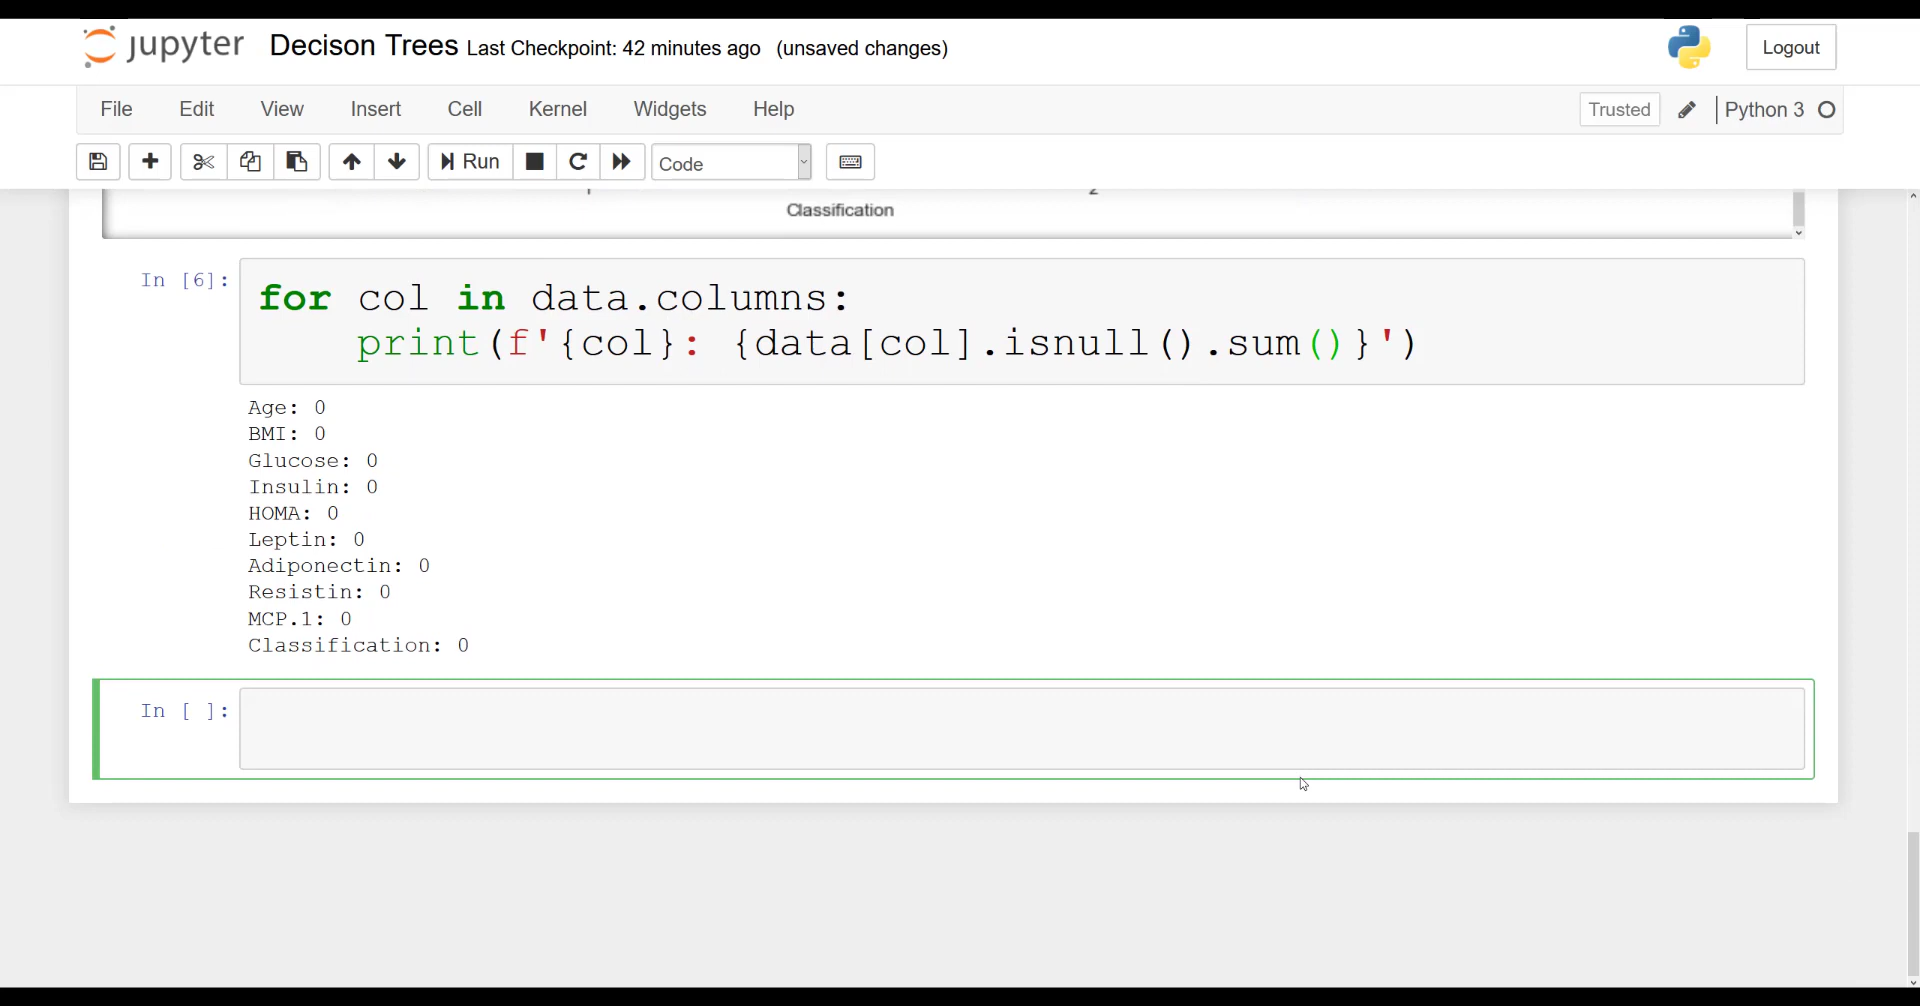 jupyter Decison Trees Last Checkpoint: 42 minutes ago (unsaved changes)
Logout
File Edit View Insert Cell Kernel Widgets Help
Trusted Python 3
Run Code
Classification
In [6]: for col in data.columns:
print(f'{col}: {data[col].isnull().sum()}')
Age: 0
BMI: 0
Glucose: 0
Insulin: 0
HOMA: 0
Leptin: 0
Adiponectin: 0
Resistin: 0
MCP.1: 0
Classification: 0
In [ ]: